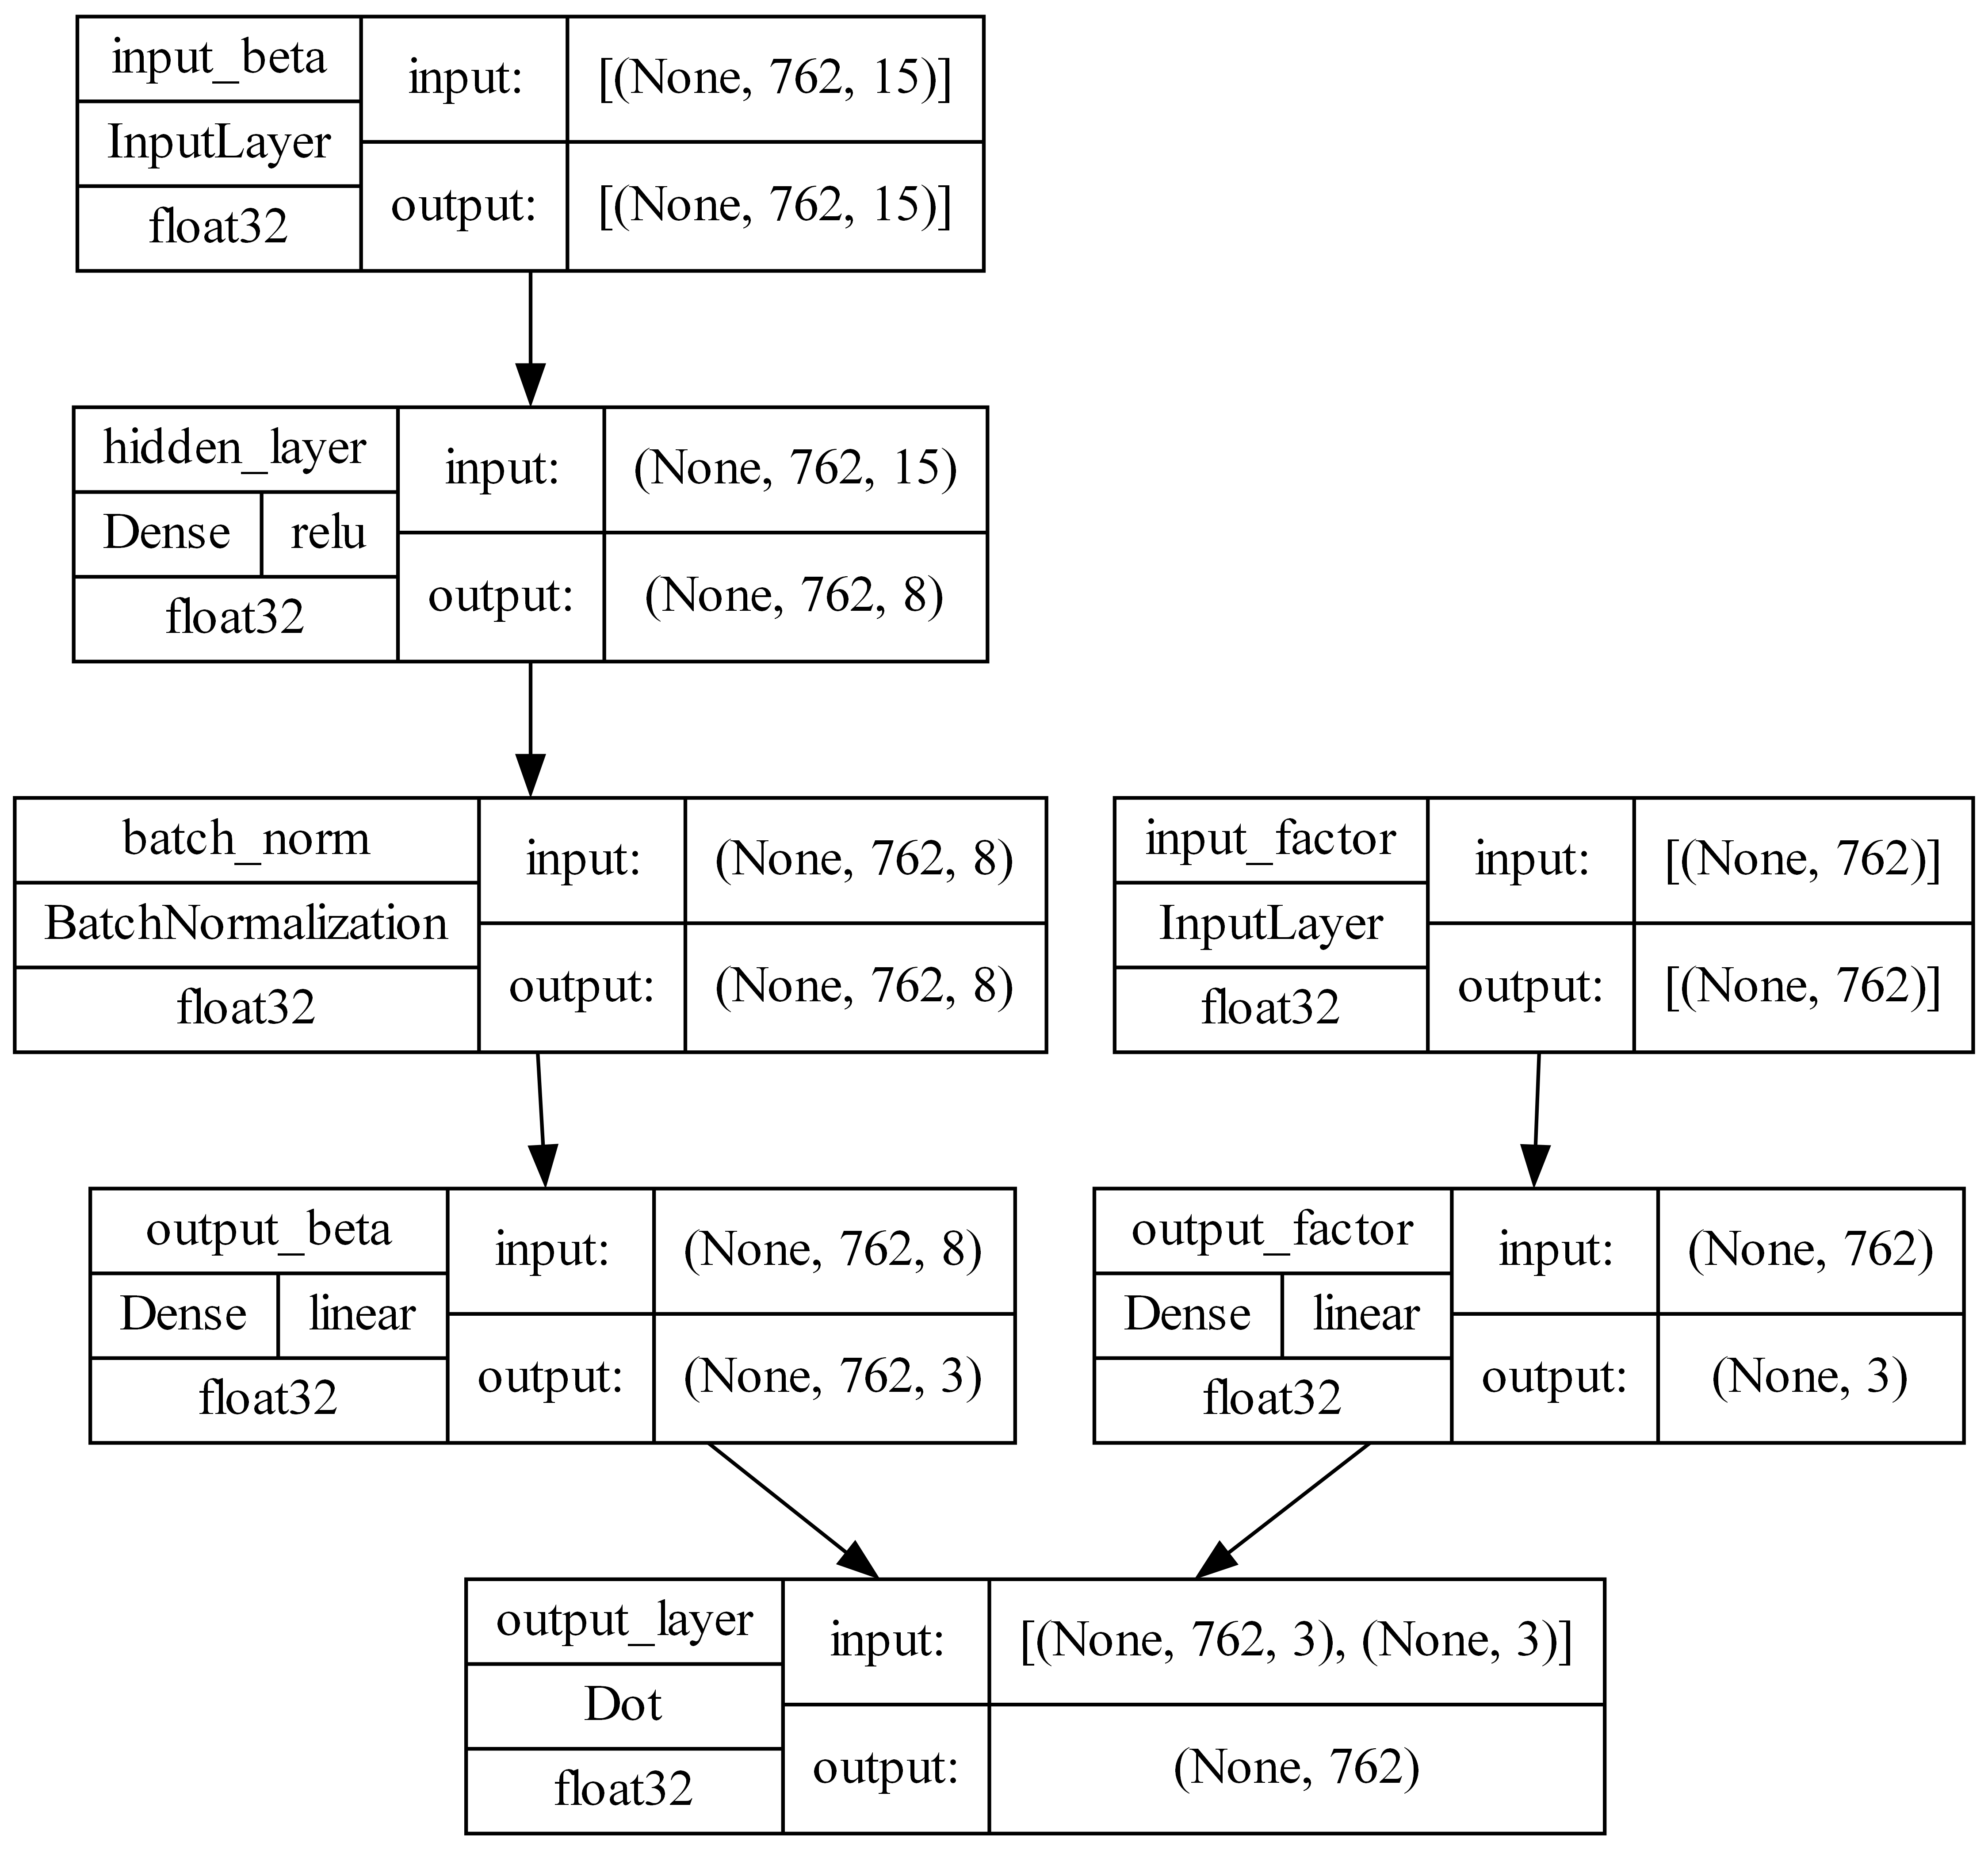 input_beta
InputLayer
float32
input:
[(None, 762, 15)]
output:
[(None, 762, 15)]
hidden_layer
Dense
relu
float32
input:
(None, 762, 15)
output:
(None, 762, 8)
batch_norm
BatchNormalization
float32
input:
(None, 762, 8)
output:
(None, 762, 8)
input_factor
InputLayer
float32
input:
[(None, 762)]
output:
[(None, 762)]
output_beta
Dense
linear
float32
input:
(None, 762, 8)
output:
(None, 762, 3)
output_factor
Dense
linear
float32
input:
(None, 762)
output:
(None, 3)
output_layer
Dot
float32
input:
[(None, 762, 3), (None, 3)]
output:
(None, 762)